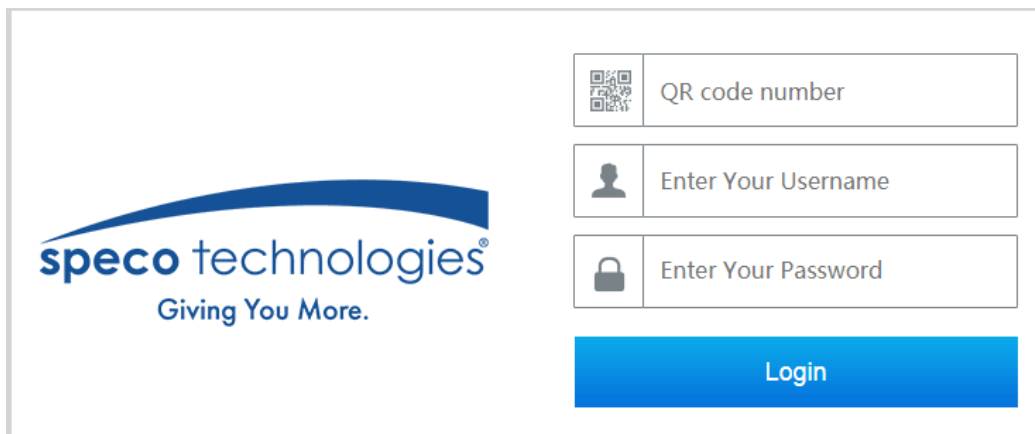 speco technologies®
Giving You More.
QR code number
Enter Your Username
Enter Your Password
Login